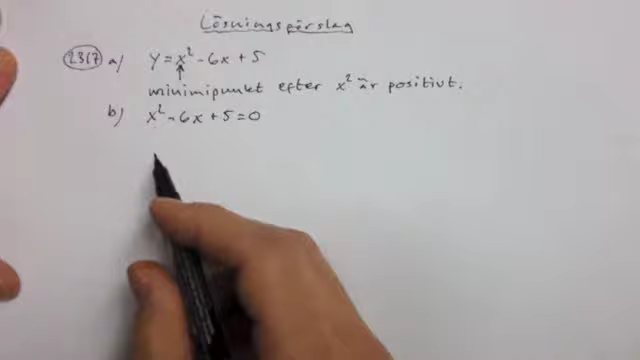 Lösningsförslag
2317 a) y = x² - 6x + 5
minimipunkt efter x² är positivt.
b) x² - 6x + 5 = 0